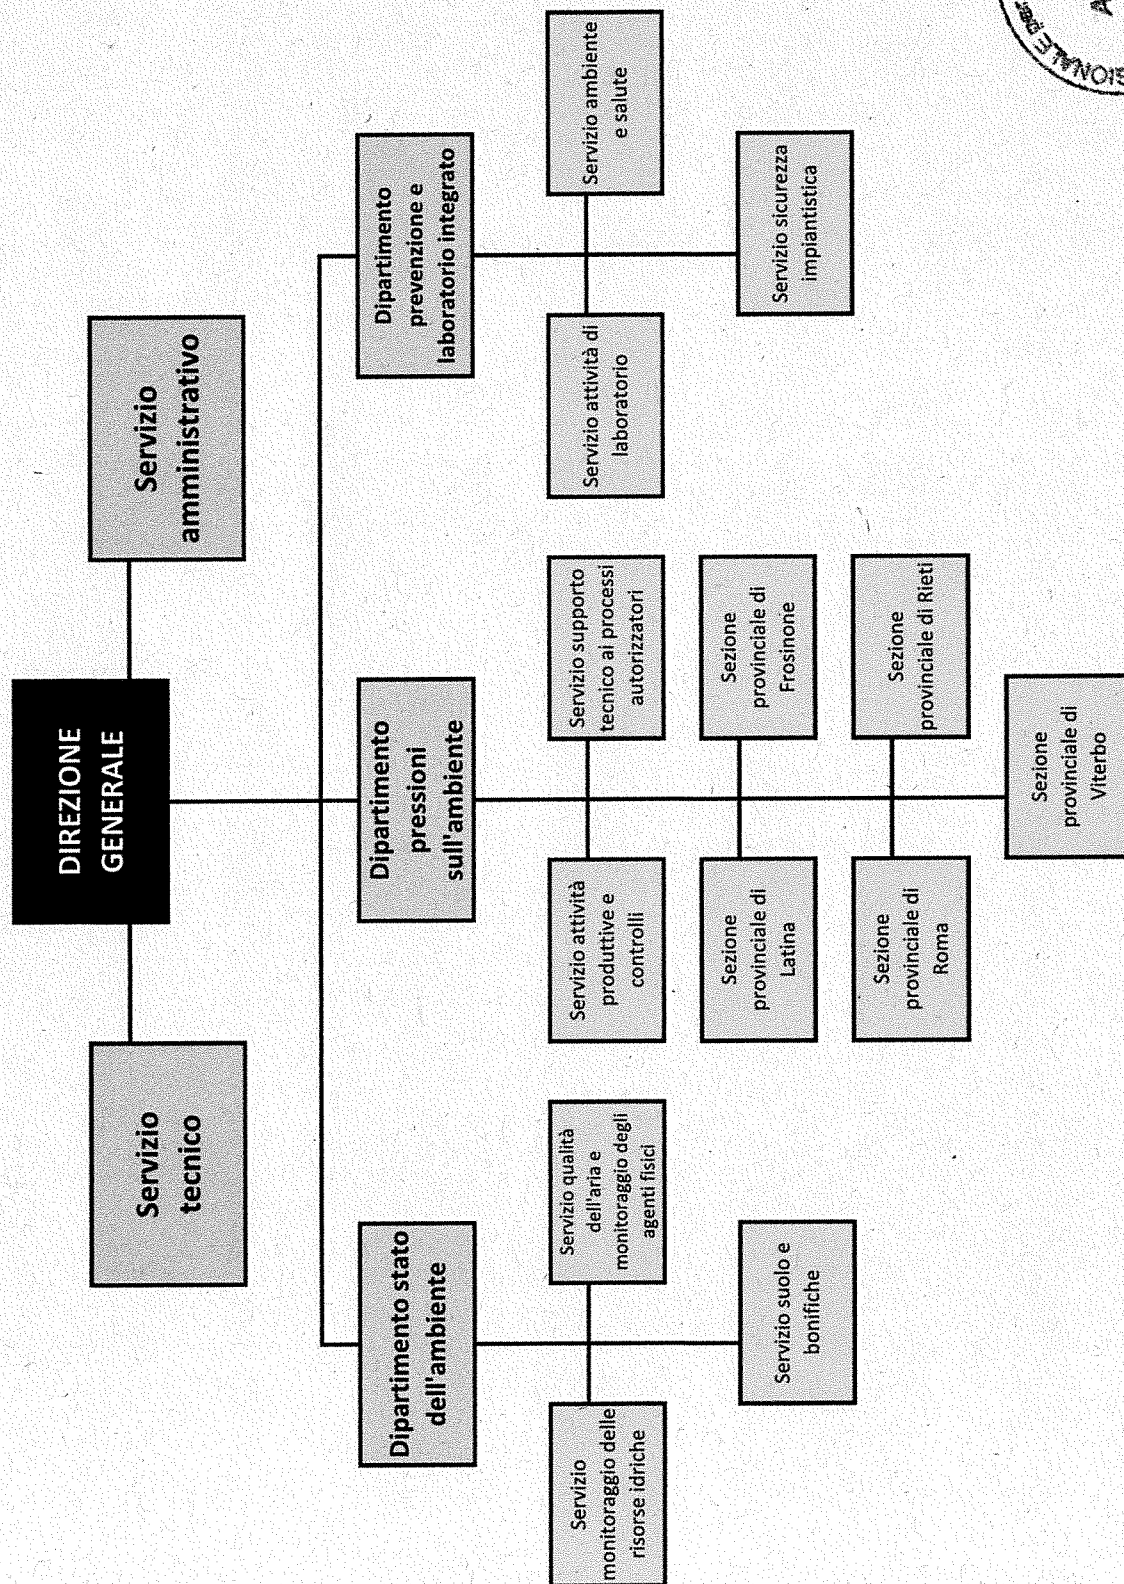 DIREZIONE
GENERALE
Servizio
tecnico
Servizio
amministrativo
Dipartimento stato
dell'ambiente
Dipartimento
pressioni
sull'ambiente
Dipartimento
prevenzione e
laboratorio integrato
Servizio
monitoraggio delle
risorse idriche
Servizio qualità
dell'aria e
monitoraggio degli
agenti fisici
Servizio suolo e
bonifiche
Servizio attività
produttive e
controlli
Servizio supporto
tecnico ai processi
autorizzatori
Sezione
provinciale di
Latina
Sezione
provinciale di
Frosinone
Sezione
provinciale di
Roma
Sezione
provinciale di Rieti
Sezione
provinciale di
Viterbo
Servizio attività di
laboratorio
Servizio ambiente
e salute
Servizio sicurezza
impiantistica